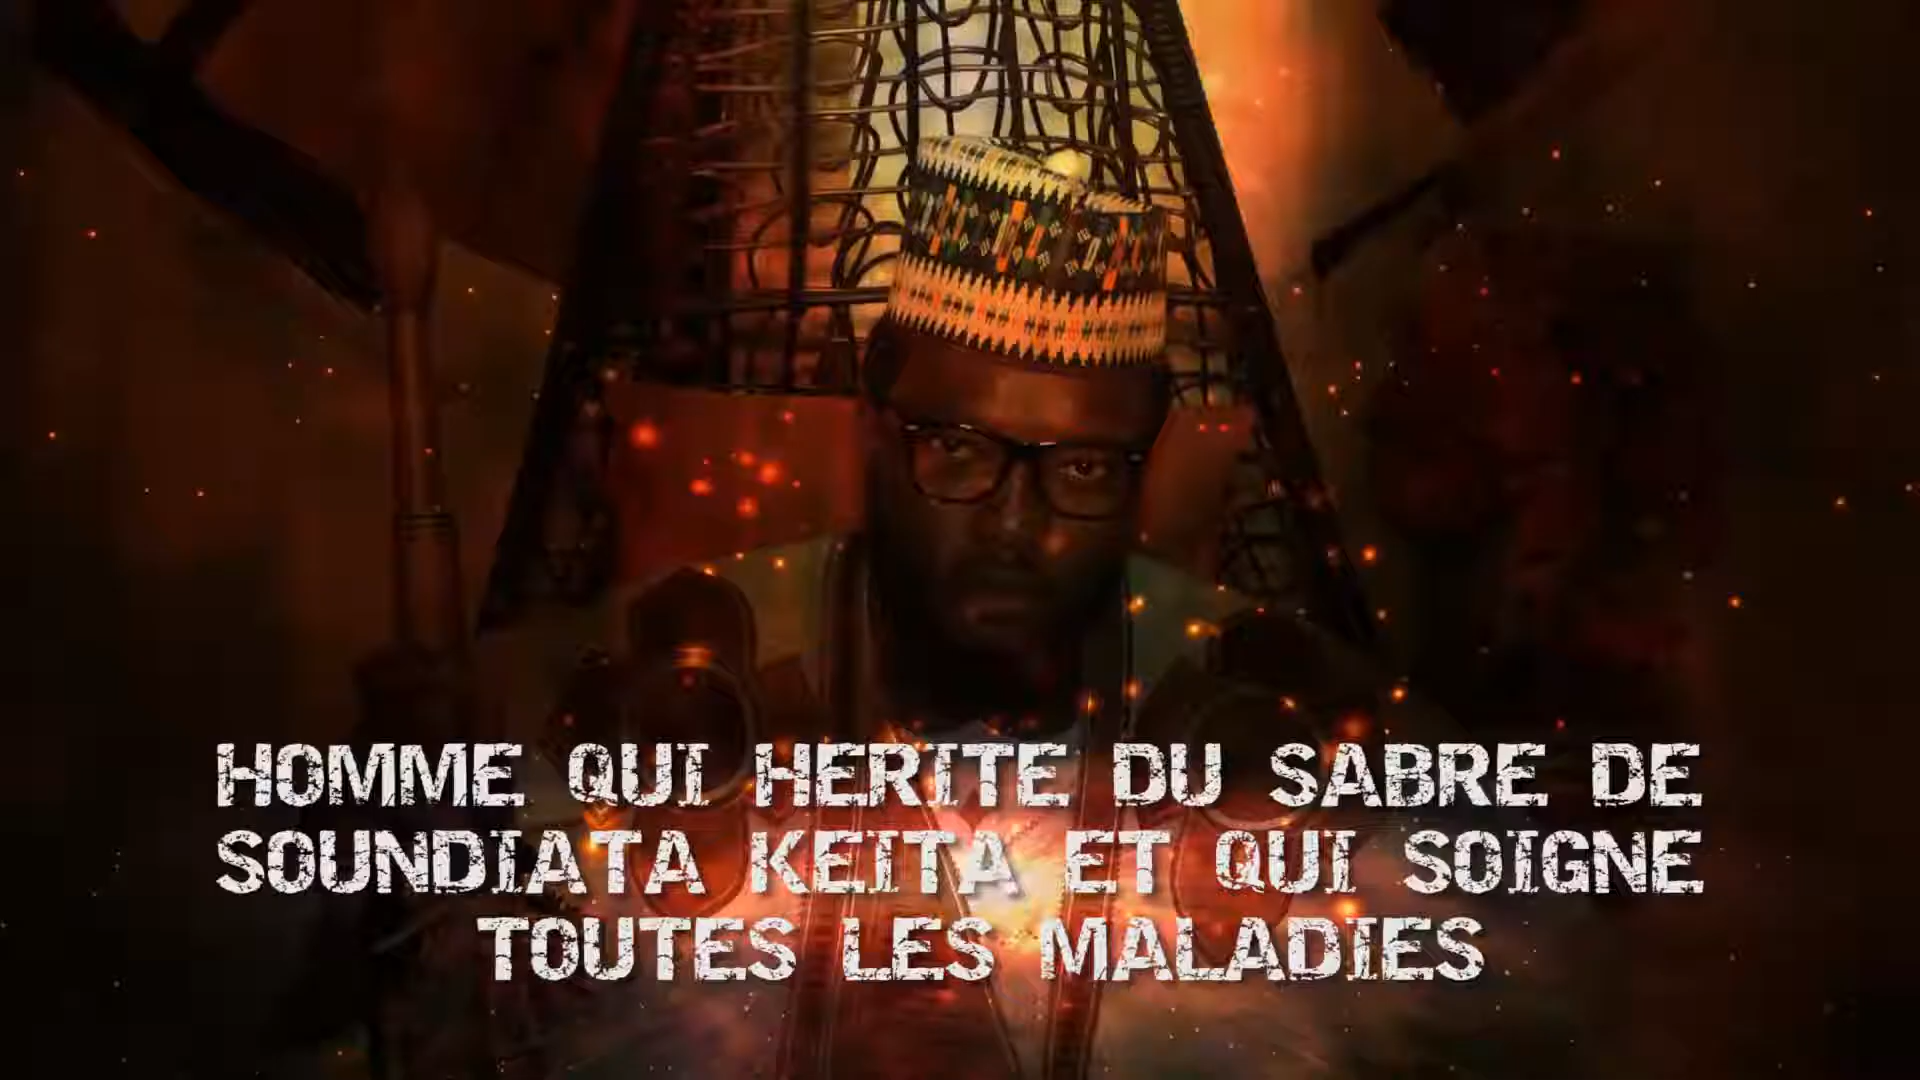 HOMME QUI HERITE DU SABRE DE
SOUNDIATA KEITA ET QUI SOIGNE
TOUTES LES MALADIES